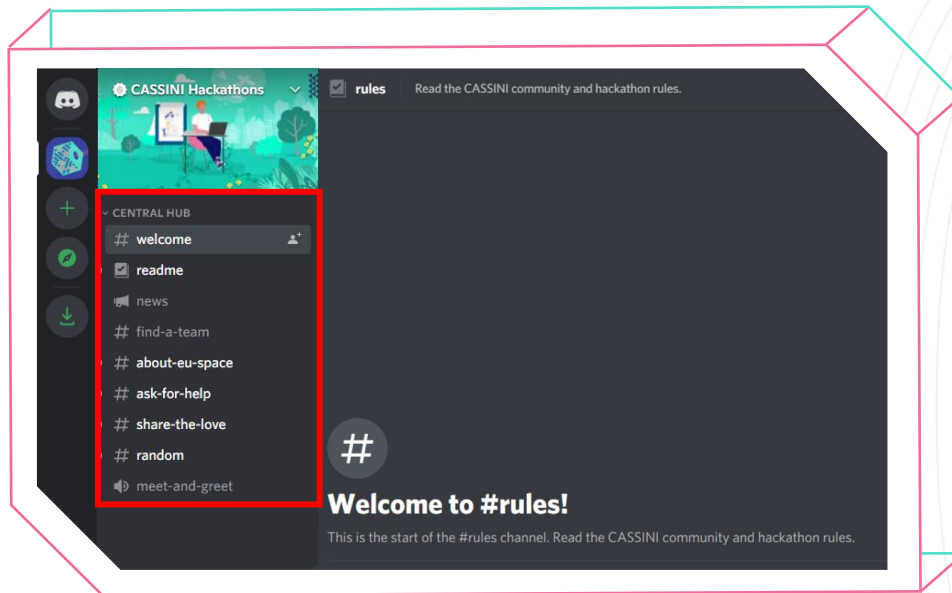 CASSINI Hackathons
CENTRAL HUB
# welcome
readme
news
# find-a-team
# about-eu-space
# ask-for-help
# share-the-love
# random
meet-and-greet
rules
Read the CASSINI community and hackathon rules.
#
Welcome to #rules!
This is the start of the #rules channel. Read the CASSINI community and hackathon rules.